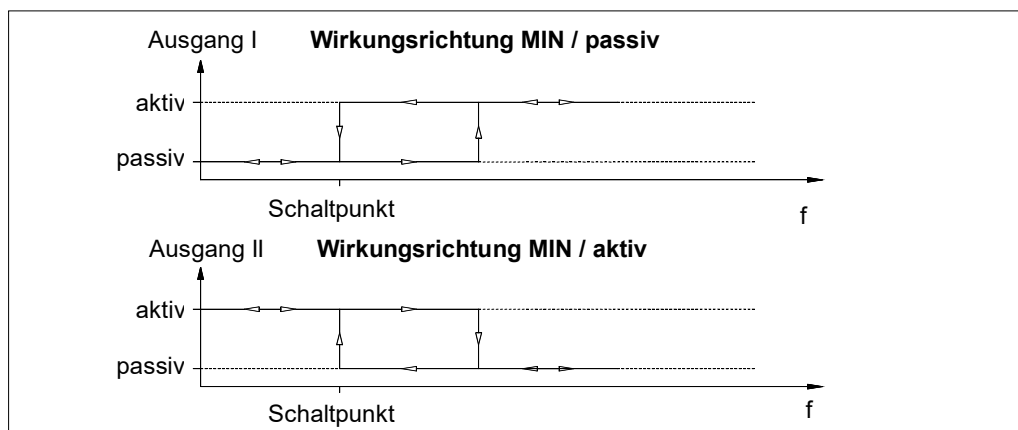 Ausgang I Wirkungsrichtung MIN / passiv
aktiv
passiv
Schaltpunkt
f
Ausgang II Wirkungsrichtung MIN / aktiv
aktiv
passiv
Schaltpunkt
f